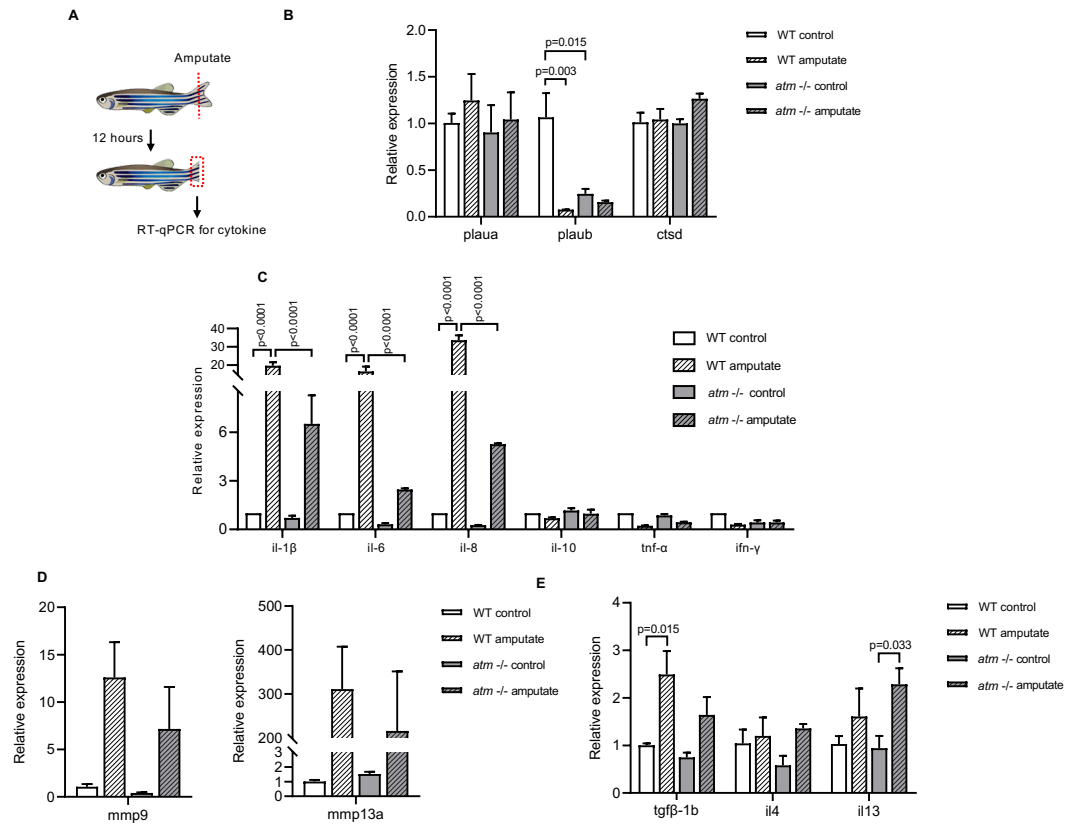 A
Amputate
12 hours
RT-qPCR for cytokine
B
Relative expression
2.0
1.5
1.0
0.5
0.0
p=0.015
p=0.003
plaua
plaub
ctsd
WT control
WT amputate
atm -/- control
atm -/- amputate
C
Relative expression
40
30
20
6
3
0
p<0.0001
p<0.0001
p<0.0001
p<0.0001
p<0.0001
p<0.0001
il-1β
il-6
il-8
il-10
tnf-α
ifn-γ
WT control
WT amputate
atm -/- control
atm -/- amputate
D
Relative expression
20
15
10
5
0
mmp9
Relative expression
500
400
300
200
3
2
1
0
mmp13a
WT control
WT amputate
atm -/- control
atm -/- amputate
E
Relative expression
4
3
2
1
0
p=0.015
p=0.033
tgfβ-1b
il4
il13
WT control
WT amputate
atm -/- control
atm -/- amputate